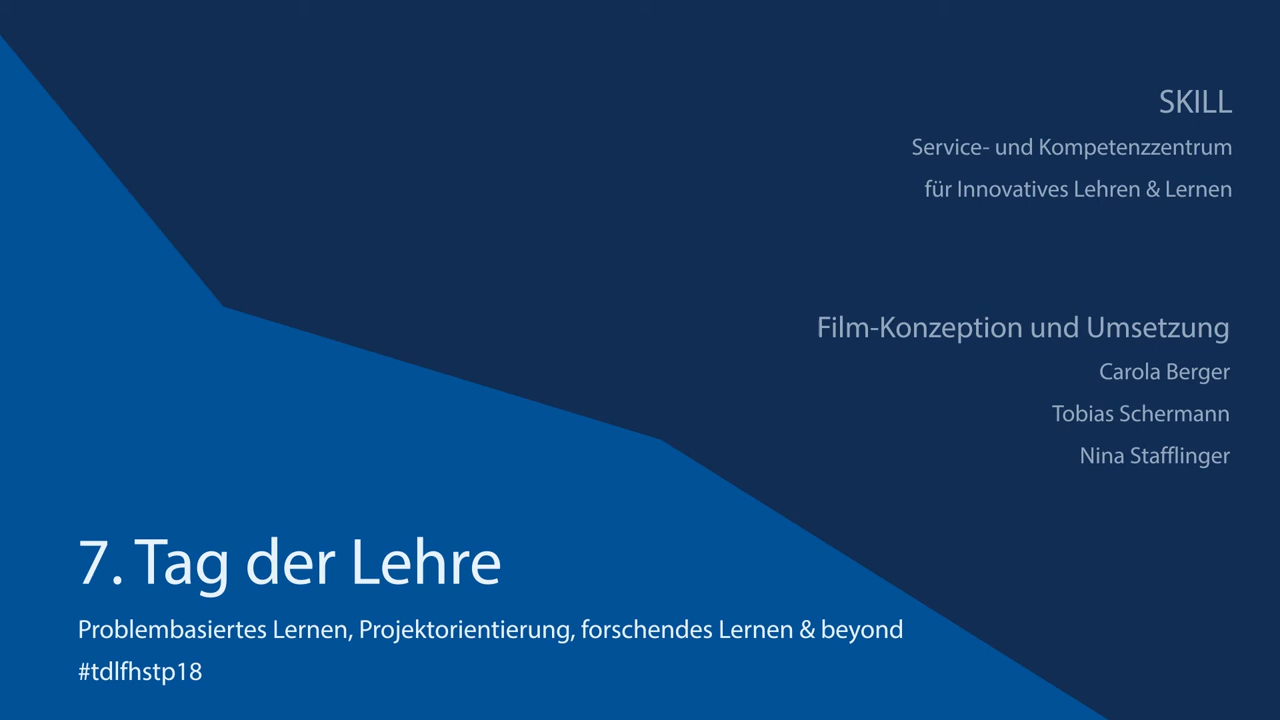 SKILL
Service- und Kompetenzzentrum
für Innovatives Lehren & Lernen
Film-Konzeption und Umsetzung
Carola Berger
Tobias Schermann
Nina Stafflinger
7. Tag der Lehre
Problembasiertes Lernen, Projektorientierung, forschendes Lernen & beyond
#tdlfhstp18